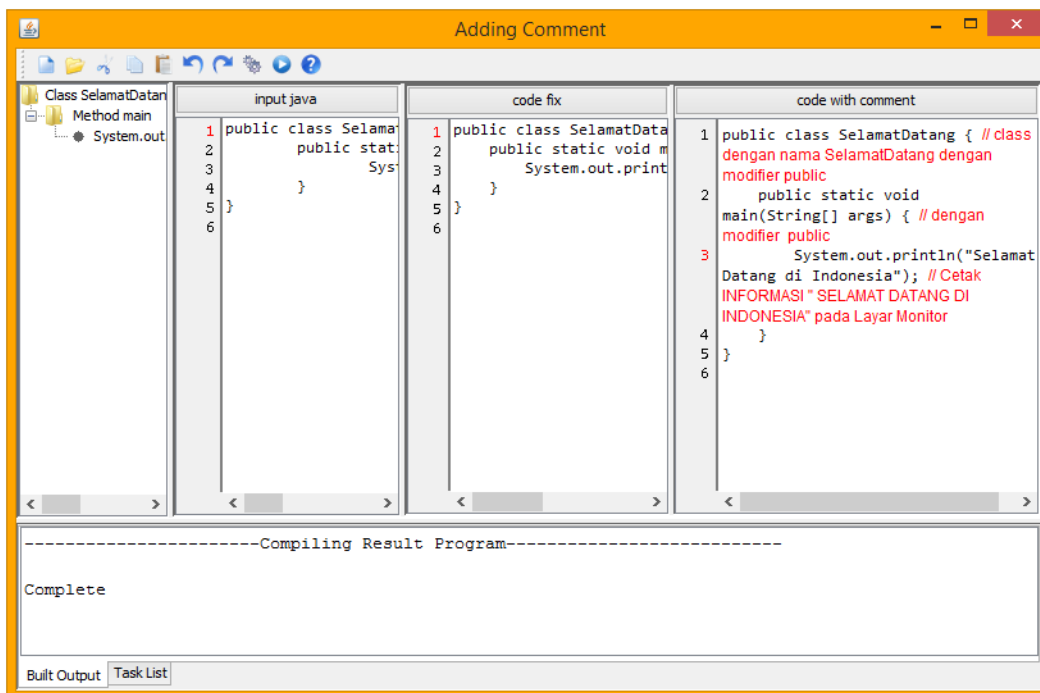 Adding Comment
Class SelamatDatan
Method main
System.out
input java
1 public class Selama
2 public stat
3 Sys
4 }
5 }
6
code fix
1 public class SelamatData
2 public static void m
3 System.out.print
4 }
5 }
6
code with comment
1 public class SelamatDatang { // class
dengan nama SelamatDatang dengan
modifier public
2 public static void
main(String[] args) { // dengan
modifier public
3 System.out.println("Selamat
Datang di Indonesia"); // Cetak
INFORMASI " SELAMAT DATANG DI
INDONESIA" pada Layar Monitor
4 }
5 }
6
-----------------------Compiling Result Program---------------------------
Complete
Built Output Task List